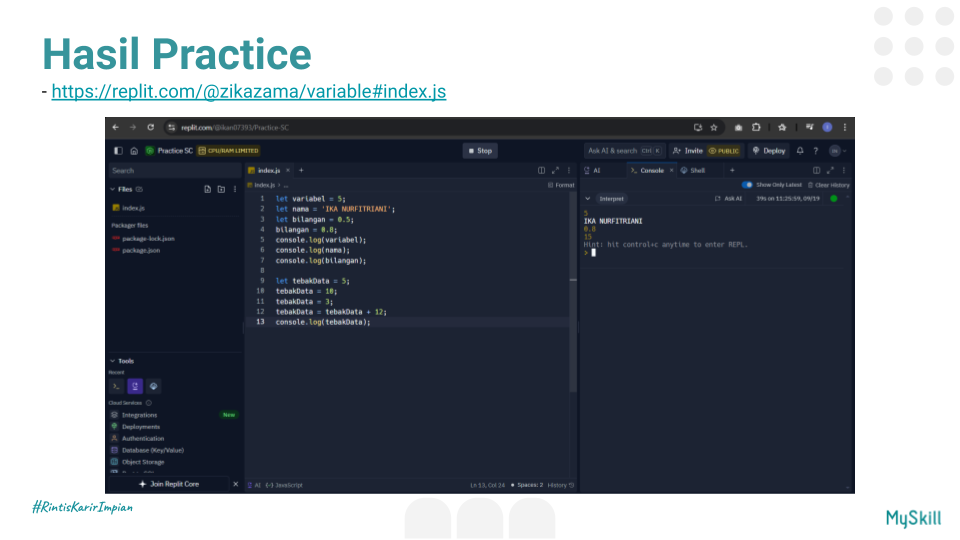 Hasil Practice
- https://replit.com/@zikazama/variable#index.js
replit.com/@ikan07393/Practice-SC
Practice SC CPU/RAM LIMITED
Stop
Ask AI & search Ctrl K
Invite PUBLIC
Deploy
Search
Files
index.js
Packager files
package-lock.json
package.json
Tools
Recent
Cloud Services
Integrations New
Deployments
Authentication
Database (Key/Value)
Object Storage
Join Replit Core
index.js
index.js > ...
Format
1 let variabel = 5;
2 let nama = 'IKA NURFITRIANI';
3 let bilangan = 0.5;
4 bilangan = 0.8;
5 console.log(variabel);
6 console.log(nama);
7 console.log(bilangan);
8
9 let tebakData = 5;
10 tebakData = 10;
11 tebakData = 3;
12 tebakData = tebakData + 12;
13 console.log(tebakData);
AI {-} JavaScript
Ln 13, Col 24 Spaces: 2 History
AI
Console
Shell
Show Only Latest Clear History
Interpret
Ask AI
on 11:25:59, 09/19
5
IKA NURFITRIANI
0.8
15
Hint: hit control+c anytime to enter REPL.
>
#RintisKarirImpian
MySkill